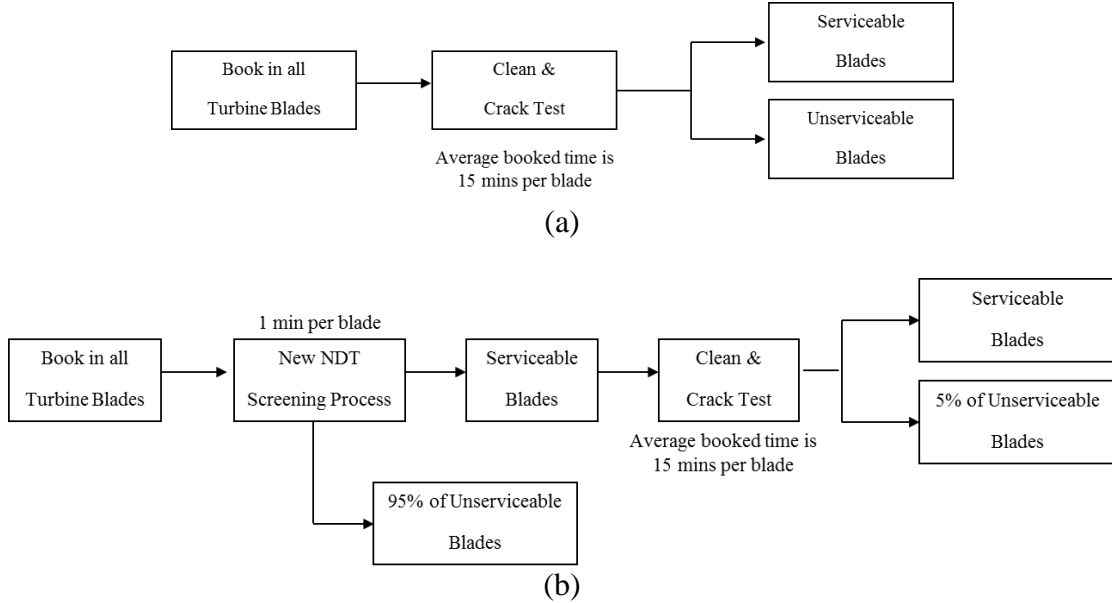 Book in all
Turbine Blades
Clean &
Crack Test
Average booked time is
15 mins per blade
Serviceable
Blades
Unserviceable
Blades
(a)
Book in all
Turbine Blades
1 min per blade
New NDT
Screening Process
95% of Unserviceable
Blades
Serviceable
Blades
Clean &
Crack Test
Average booked time is
15 mins per blade
Serviceable
Blades
5% of Unserviceable
Blades
(b)